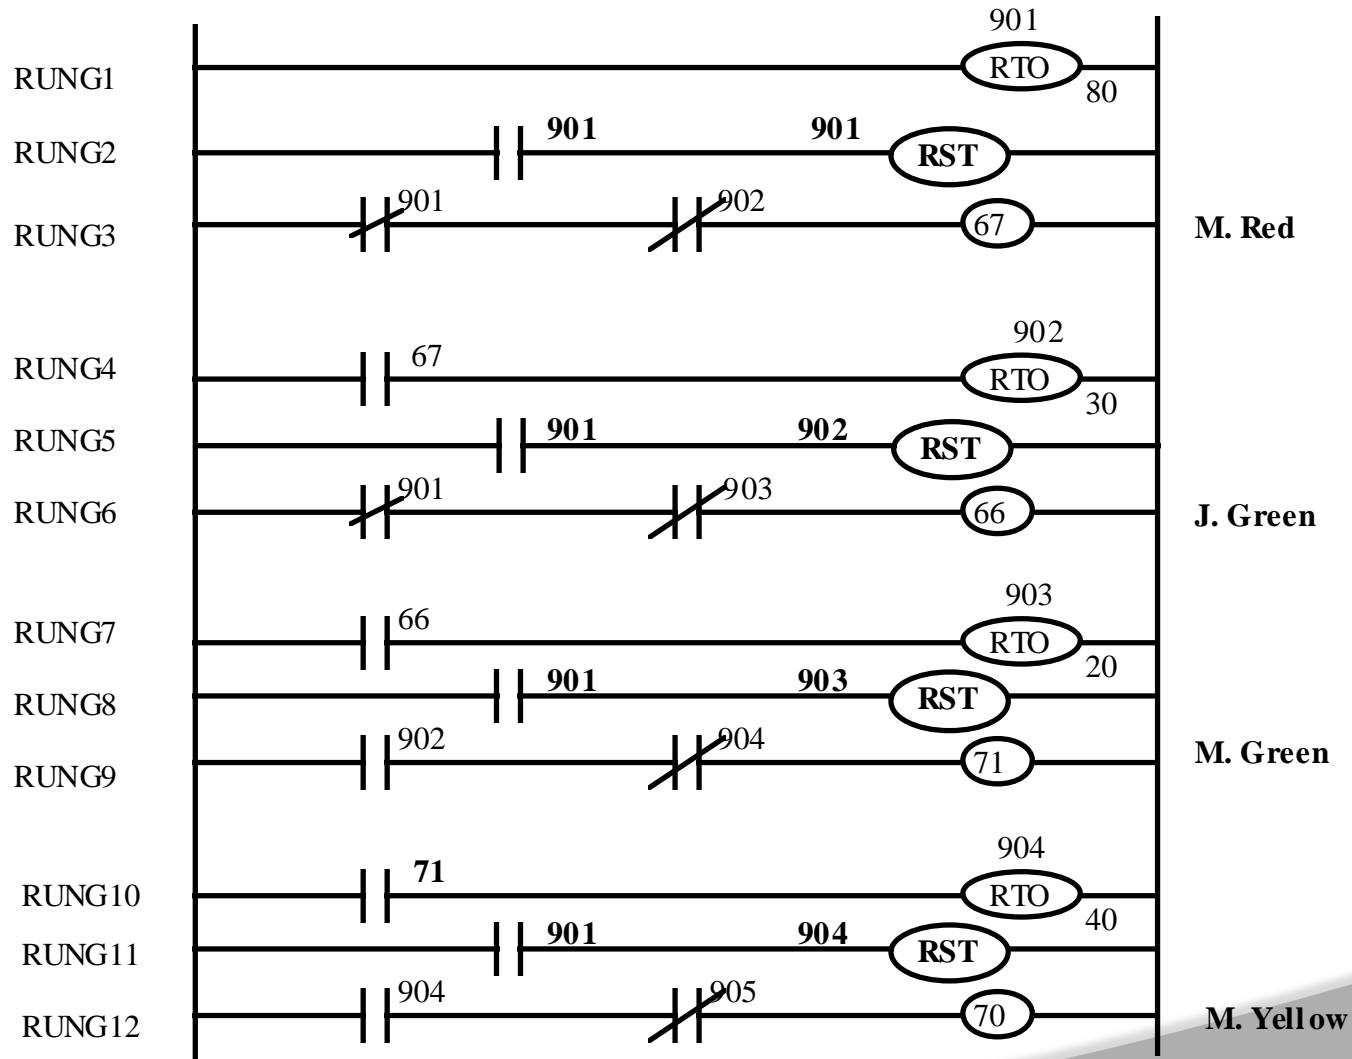 901
RUNG1 RTO
80
RUNG2 901 901 RST
901 902
RUNG3 67 M. Red
902
RUNG4 67 RTO
30
RUNG5 901 902 RST
901 903
RUNG6 66 J. Green
903
RUNG7 66 RTO
20
RUNG8 901 903 RST
902 904
RUNG9 71 M. Green
904
RUNG10 71 RTO
40
RUNG11 901 904 RST
904 905
RUNG12 70 M. Yellow